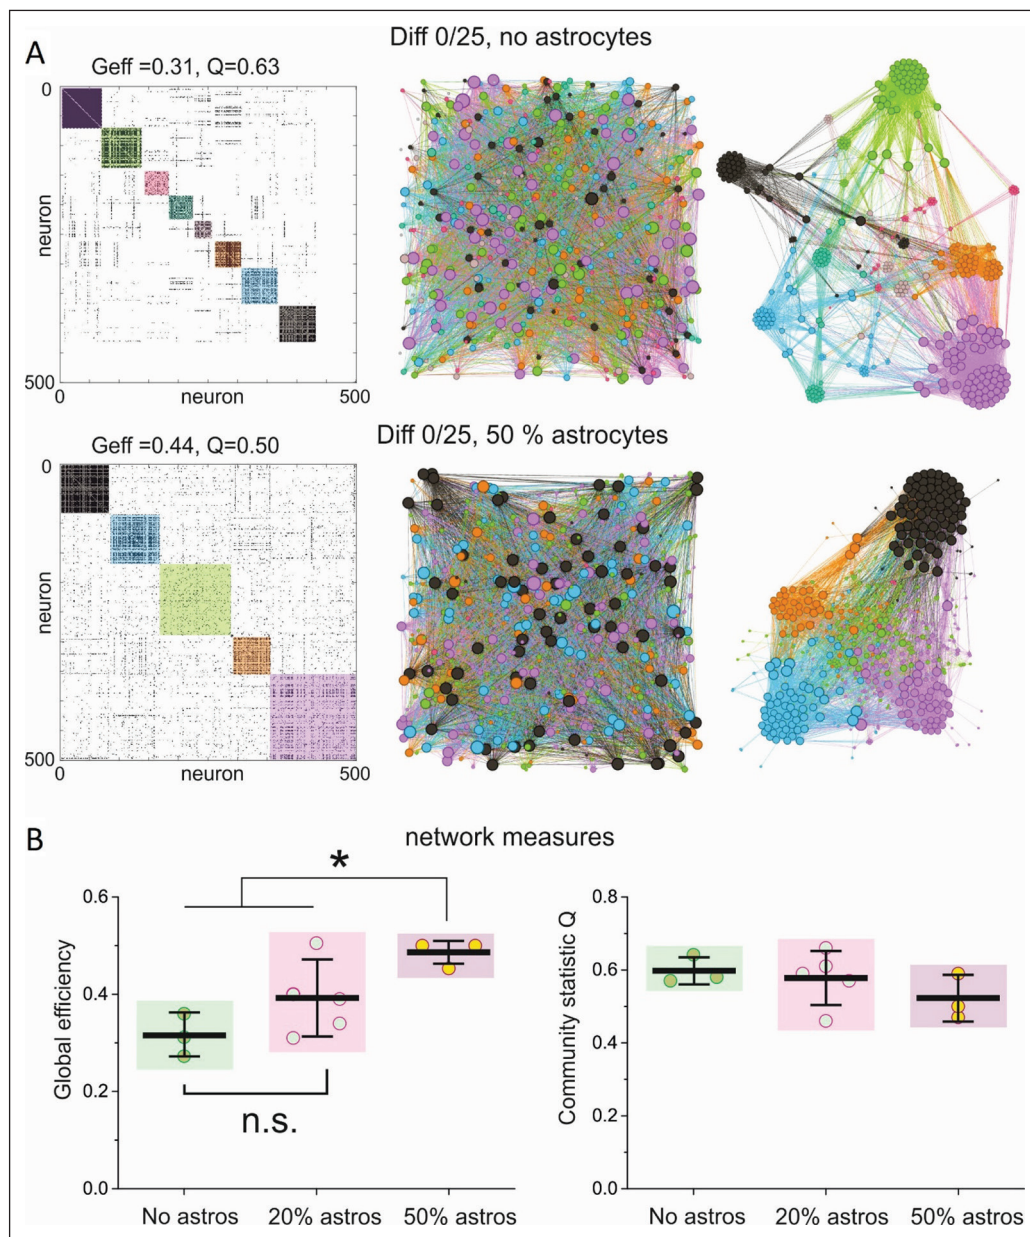 A
Diff 0/25, no astrocytes
Geff =0.31, Q=0.63
0
neuron
500
0
neuron
500
Diff 0/25, 50 % astrocytes
Geff =0.44, Q=0.50
0
neuron
500
0
neuron
500
B
network measures
*
0.6
0.4
0.2
0.0
Global efficiency
n.s.
No astros
20% astros
50% astros
0.8
0.6
0.4
0.2
0.0
Community statistic Q
No astros
20% astros
50% astros